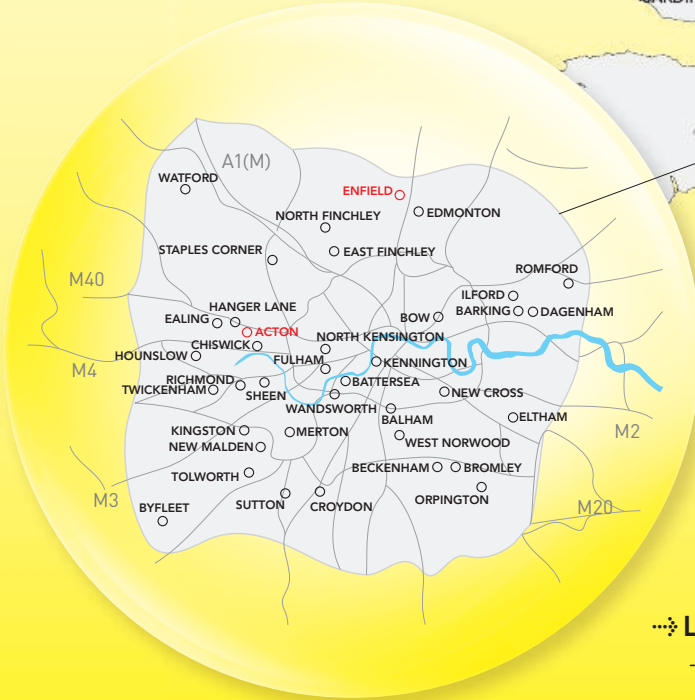 A1(M)
WATFORD
ENFIELD
NORTH FINCHLEY
EDMONTON
STAPLES CORNER
EAST FINCHLEY
ROMFORD
M40
ILFORD
HANGER LANE
BARKING
DAGENHAM
EALING
BOW
ACTON
NORTH KENSINGTON
CHISWICK
HOUNSLOW
FULHAM
KENNINGTON
M4
RICHMOND
BATTERSEA
TWICKENHAM
SHEEN
NEW CROSS
WANDSWORTH
BALHAM
ELTHAM
KINGSTON
MERTON
M2
NEW MALDEN
WEST NORWOOD
BECKENHAM
BROMLEY
TOLWORTH
M3
ORPINGTON
BYFLEET
SUTTON
CROYDON
M20